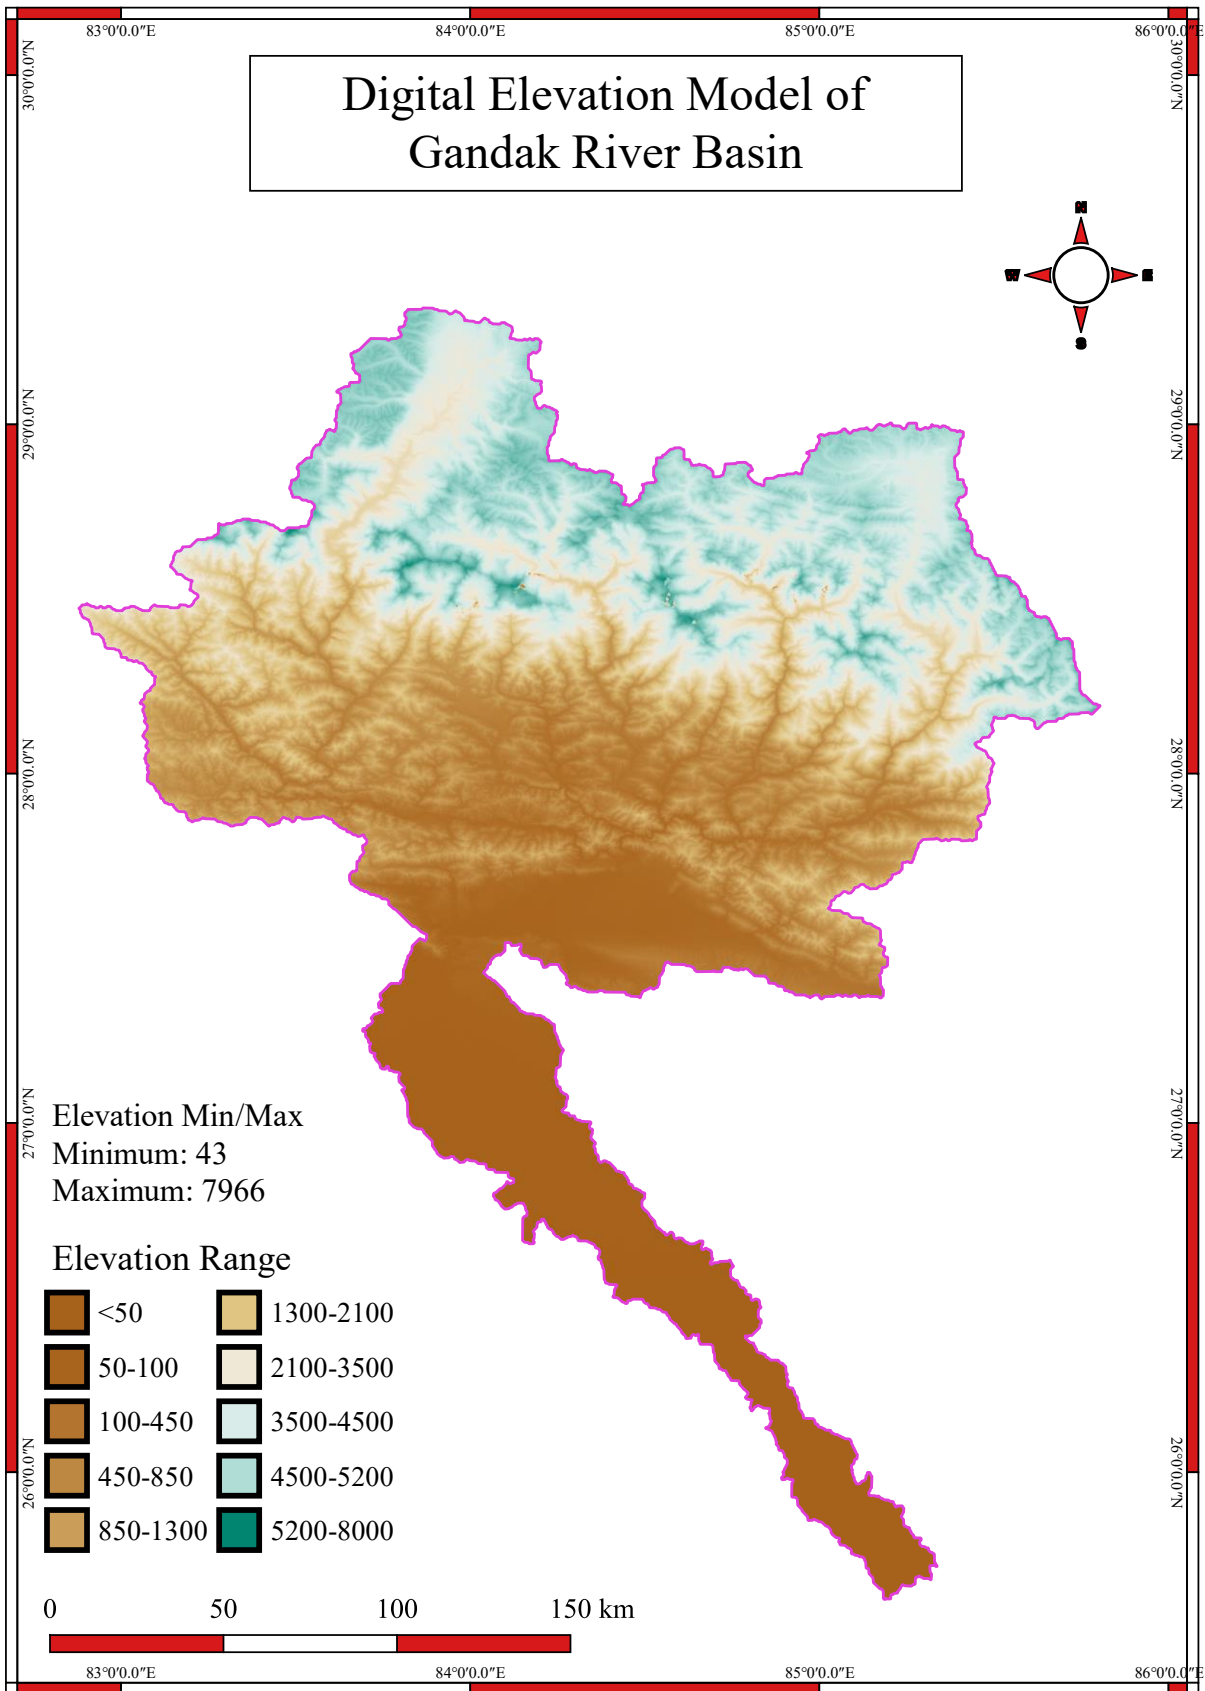 83°0'0.0"E 84°0'0.0"E 85°0'0.0"E 86°0'0.0"E
30°0'0.0"N 30°0'0.0"N
Digital Elevation Model of
Gandak River Basin
N
W E
S
29°0'0.0"N 29°0'0.0"N
28°0'0.0"N 28°0'0.0"N
27°0'0.0"N 27°0'0.0"N
Elevation Min/Max
Minimum: 43
Maximum: 7966
Elevation Range
<50 1300-2100
50-100 2100-3500
100-450 3500-4500
450-850 4500-5200
850-1300 5200-8000
26°0'0.0"N 26°0'0.0"N
0 50 100 150 km
83°0'0.0"E 84°0'0.0"E 85°0'0.0"E 86°0'0.0"E